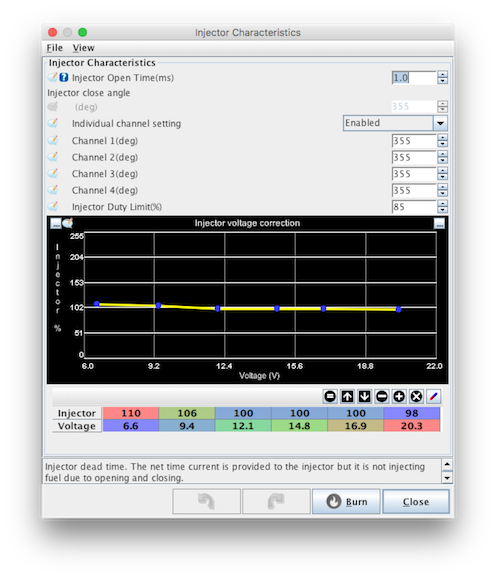 Injector Characteristics
File View
Injector Characteristics
Injector Open Time(ms) 1.0
Injector close angle
(deg) 355
Individual channel setting Enabled
Channel 1(deg) 355
Channel 2(deg) 355
Channel 3(deg) 355
Channel 4(deg) 355
Injector Duty Limit(%) 85
... Injector voltage correction ...
Injector %
255
204
153
102
51
0
6.0 9.2 12.4 15.6 18.8 22.0
Voltage (V)
Injector 110 106 100 100 100 98
Voltage 6.6 9.4 12.1 14.8 16.9 20.3
Injector dead time. The net time current is provided to the injector but it is not injecting
fuel due to opening and closing.
Burn Close